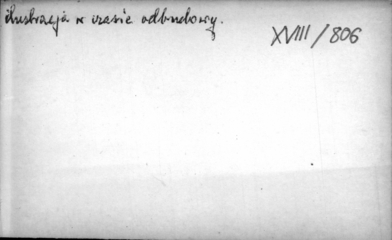 ilustracja w czasie odbudowy.
XVIII/806